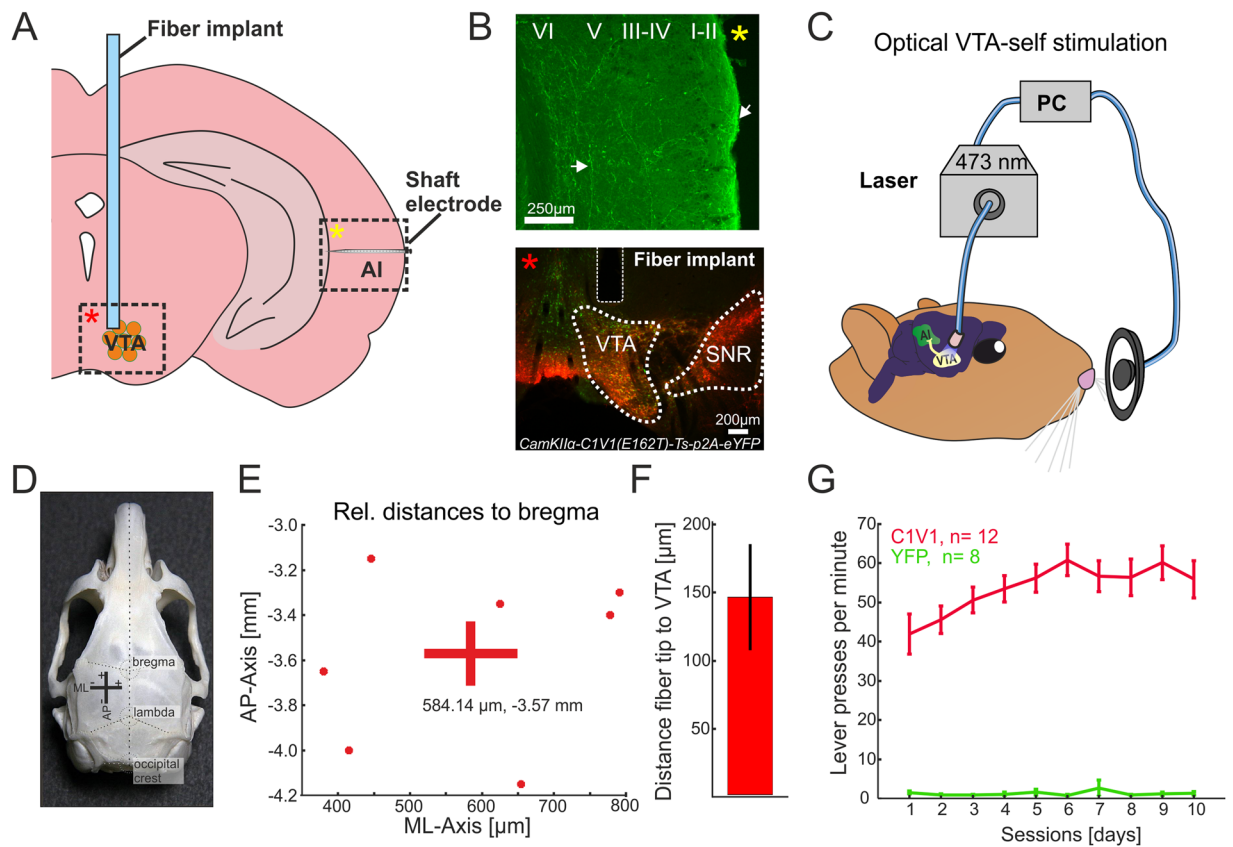 A
Fiber implant
Shaft
electrode
*
AI
*
VTA
B
VI V III-IV I-II *
250µm
* Fiber implant
VTA
SNR
200µm
CamKIIα-C1V1(E162T)-Ts-p2A-eYFP
C
Optical VTA-self stimulation
PC
473 nm
Laser
AI
VTA
D
bregma
ML - + +
-
AP
lambda
occipital
crest
E
Rel. distances to bregma
AP-Axis [mm]
-3.0
-3.2
-3.4
-3.6
-3.8
-4.0
-4.2
584.14 µm, -3.57 mm
400 500 600 700 800
ML-Axis [µm]
F
Distance fiber tip to VTA [µm]
200
150
100
50
G
Lever presses per minute
70
60
50
40
30
20
10
0
C1V1, n= 12
YFP, n= 8
1 2 3 4 5 6 7 8 9 10
Sessions [days]